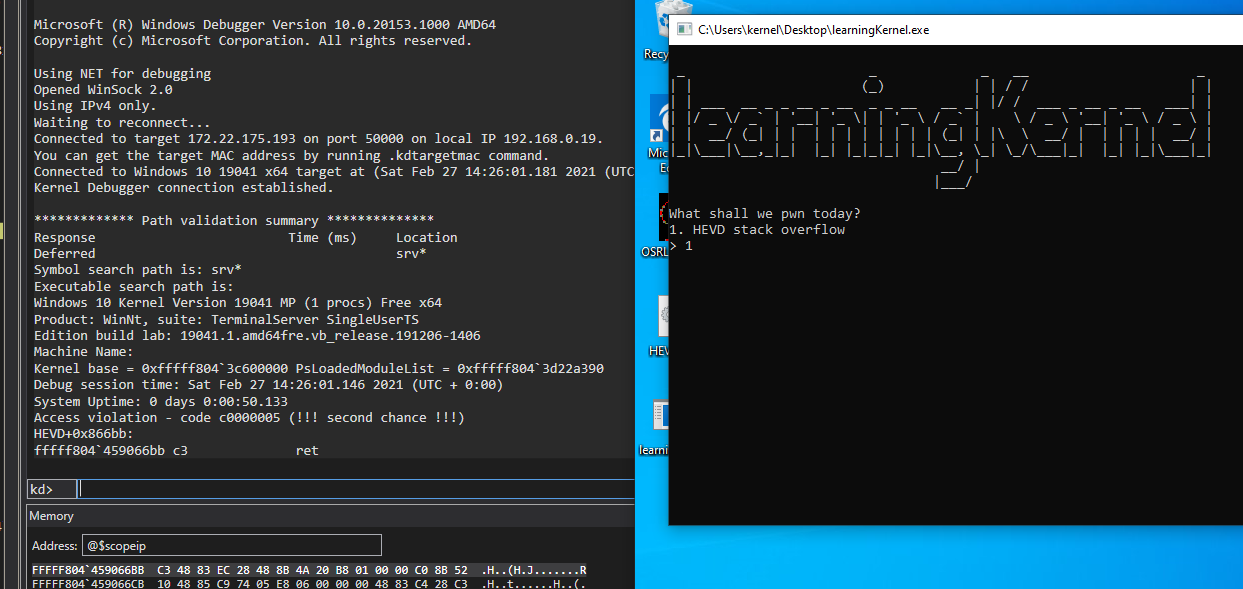 Microsoft (R) Windows Debugger Version 10.0.20153.1000 AMD64
Copyright (c) Microsoft Corporation. All rights reserved.
Using NET for debugging
Opened WinSock 2.0
Using IPv4 only.
Waiting to reconnect...
Connected to target 172.22.175.193 on port 50000 on local IP 192.168.0.19.
You can get the target MAC address by running .kdtargetmac command.
Connected to Windows 10 19041 x64 target at (Sat Feb 27 14:26:01.181 2021 (UTC
Kernel Debugger connection established.
************* Path validation summary **************
Response Time (ms) Location
Deferred srv*
Symbol search path is: srv*
Executable search path is:
Windows 10 Kernel Version 19041 MP (1 procs) Free x64
Product: WinNt, suite: TerminalServer SingleUserTS
Edition build lab: 19041.1.amd64fre.vb_release.191206-1406
Machine Name:
Kernel base = 0xfffff804`3c600000 PsLoadedModuleList = 0xfffff804`3d22a390
Debug session time: Sat Feb 27 14:26:01.146 2021 (UTC + 0:00)
System Uptime: 0 days 0:00:50.133
Access violation - code c0000005 (!!! second chance !!!)
HEVD+0x866bb:
fffff804`459066bb c3 ret
kd>
Memory
Address: @$scopeip
FFFFF804`459066BB C3 48 83 EC 28 48 8B 4A 20 B8 01 00 00 C0 8B 52 .H..(H.J.......R
FFFFF804`459066CB 10 48 85 C9 74 05 E8 06 00 00 00 48 83 C4 28 C3 .H..t......H..(.
Recy
Mic
E
OSRL
HEV
learni
C:\Users\kernel\Desktop\learningKernel.exe
learningKernel
What shall we pwn today?
1. HEVD stack overflow
> 1